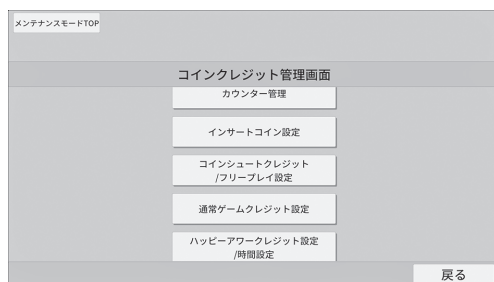 メンテナンスモードTOP
コインクレジット管理画面
カウンター管理
インサートコイン設定
コインシュートクレジット
/フリープレイ設定
通常ゲームクレジット設定
ハッピーアワークレジット設定
/時間設定
戻る